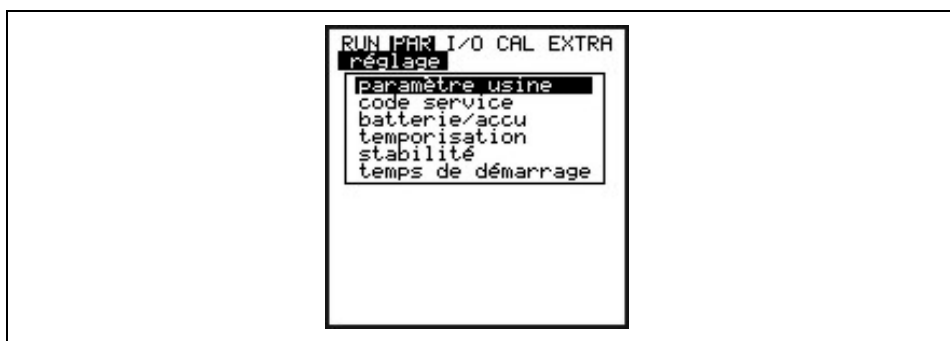 RUN PAR I/O CAL EXTRA
réglage
paramètre usine
code service
batterie/accu
temporisation
stabilité
temps de démarrage